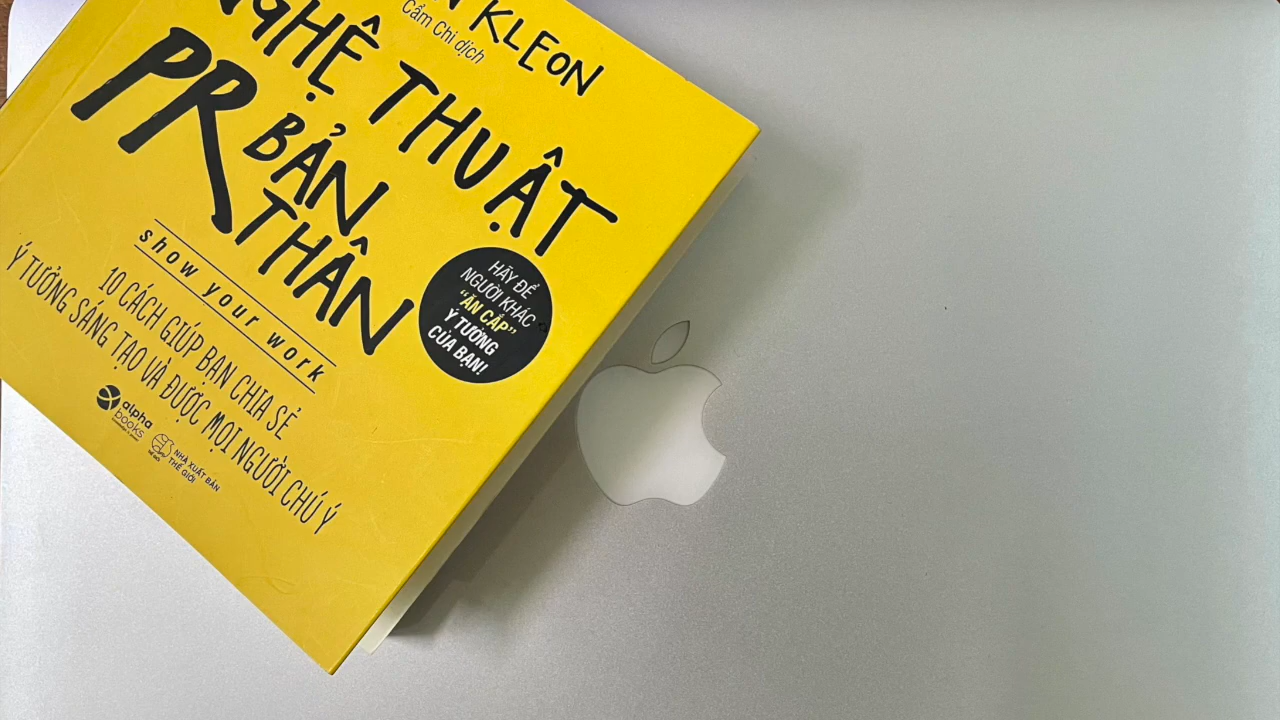 KLEON
Cẩm Chi dịch
NGHỆ THUẬT
PR BẢN
THÂN
show your work
HÃY ĐỂ
NGƯỜI KHÁC
"ĂN CẮP"
Ý TƯỞNG
CỦA BẠN!
10 CÁCH GIÚP BẠN CHIA SẺ
Ý TƯỞNG SÁNG TẠO VÀ ĐƯỢC MỌI NGƯỜI CHÚ Ý
alpha
books
NHÀ XUẤT BẢN
THẾ GIỚI